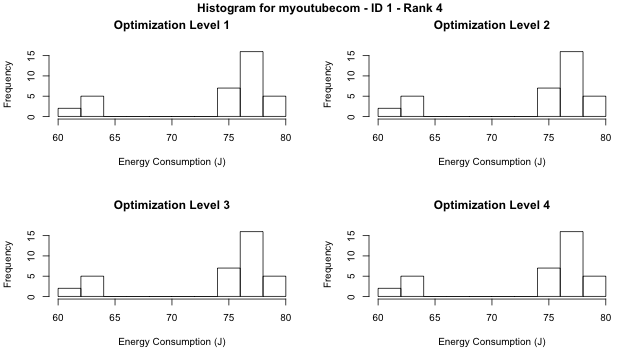 Histogram for myoutubecom - ID 1 - Rank 4
Optimization Level 1
Frequency
0 5 10 15
60 65 70 75 80
Energy Consumption (J)
Optimization Level 2
Frequency
0 5 10 15
60 65 70 75 80
Energy Consumption (J)
Optimization Level 3
Frequency
0 5 10 15
60 65 70 75 80
Energy Consumption (J)
Optimization Level 4
Frequency
0 5 10 15
60 65 70 75 80
Energy Consumption (J)